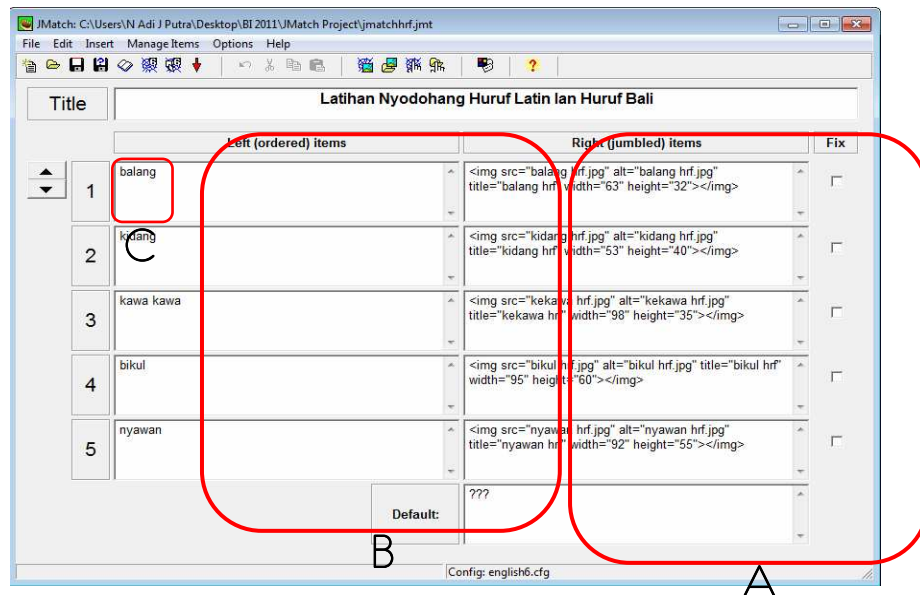 JMatch: C:\Users\N Adi J Putra\Desktop\BI 2011\JMatch Project\jmatchhrf.jmt
File Edit Insert Manage Items Options Help
Title Latihan Nyodohang Huruf Latin lan Huruf Bali
Left (ordered) items Right (jumbled) items Fix
1 balang <img src="balang hrf.jpg" alt="balang hrf.jpg"
title="balang hrf" width="63" height="32"></img>
C
2 kidang <img src="kidang hrf.jpg" alt="kidang hrf.jpg"
title="kidang hrf" width="53" height="40"></img>
3 kawa kawa <img src="kekawa hrf.jpg" alt="kekawa hrf.jpg"
title="kekawa hrf" width="98" height="35"></img>
4 bikul <img src="bikul hrf.jpg" alt="bikul hrf.jpg" title="bikul hrf"
width="95" height="60"></img>
5 nyawan <img src="nyawan hrf.jpg" alt="nyawan hrf.jpg"
title="nyawan hrf" width="92" height="55"></img>
Default: ???
B
Config: english6.cfg
A